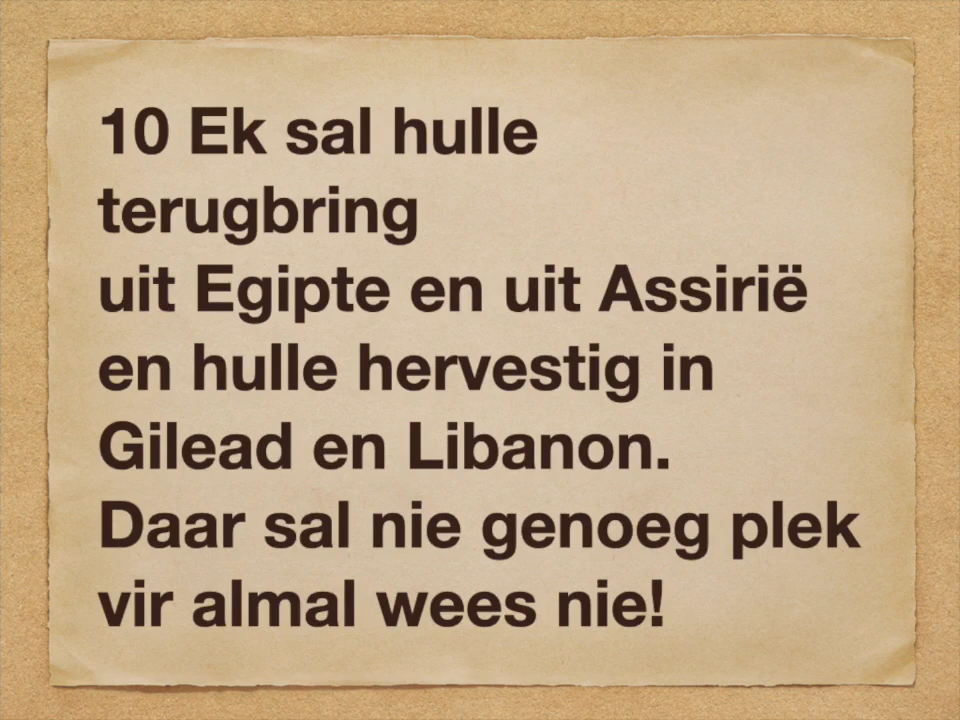 10 Ek sal hulle
terugbring
uit Egipte en uit Assirië
en hulle hervestig in
Gilead en Libanon.
Daar sal nie genoeg plek
vir almal wees nie!